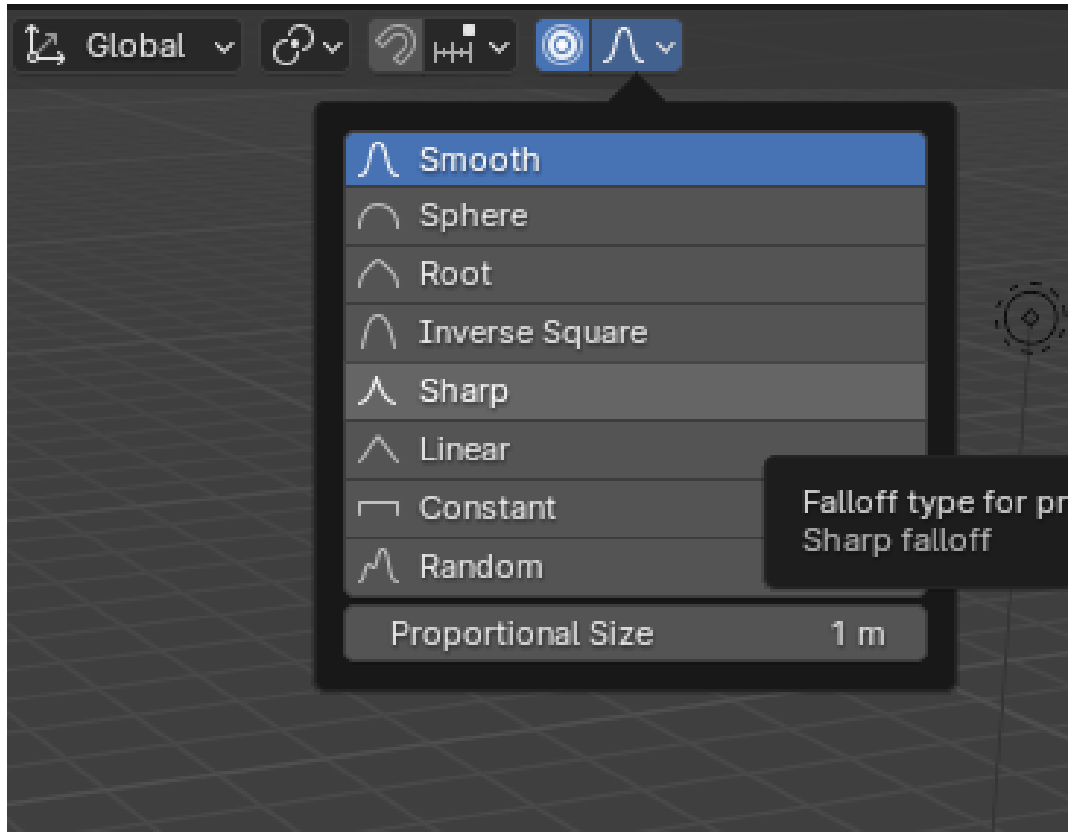 Global
Smooth
Sphere
Root
Inverse Square
Sharp
Linear
Constant
Random
Falloff type for pr
Sharp falloff
Proportional Size 1 m